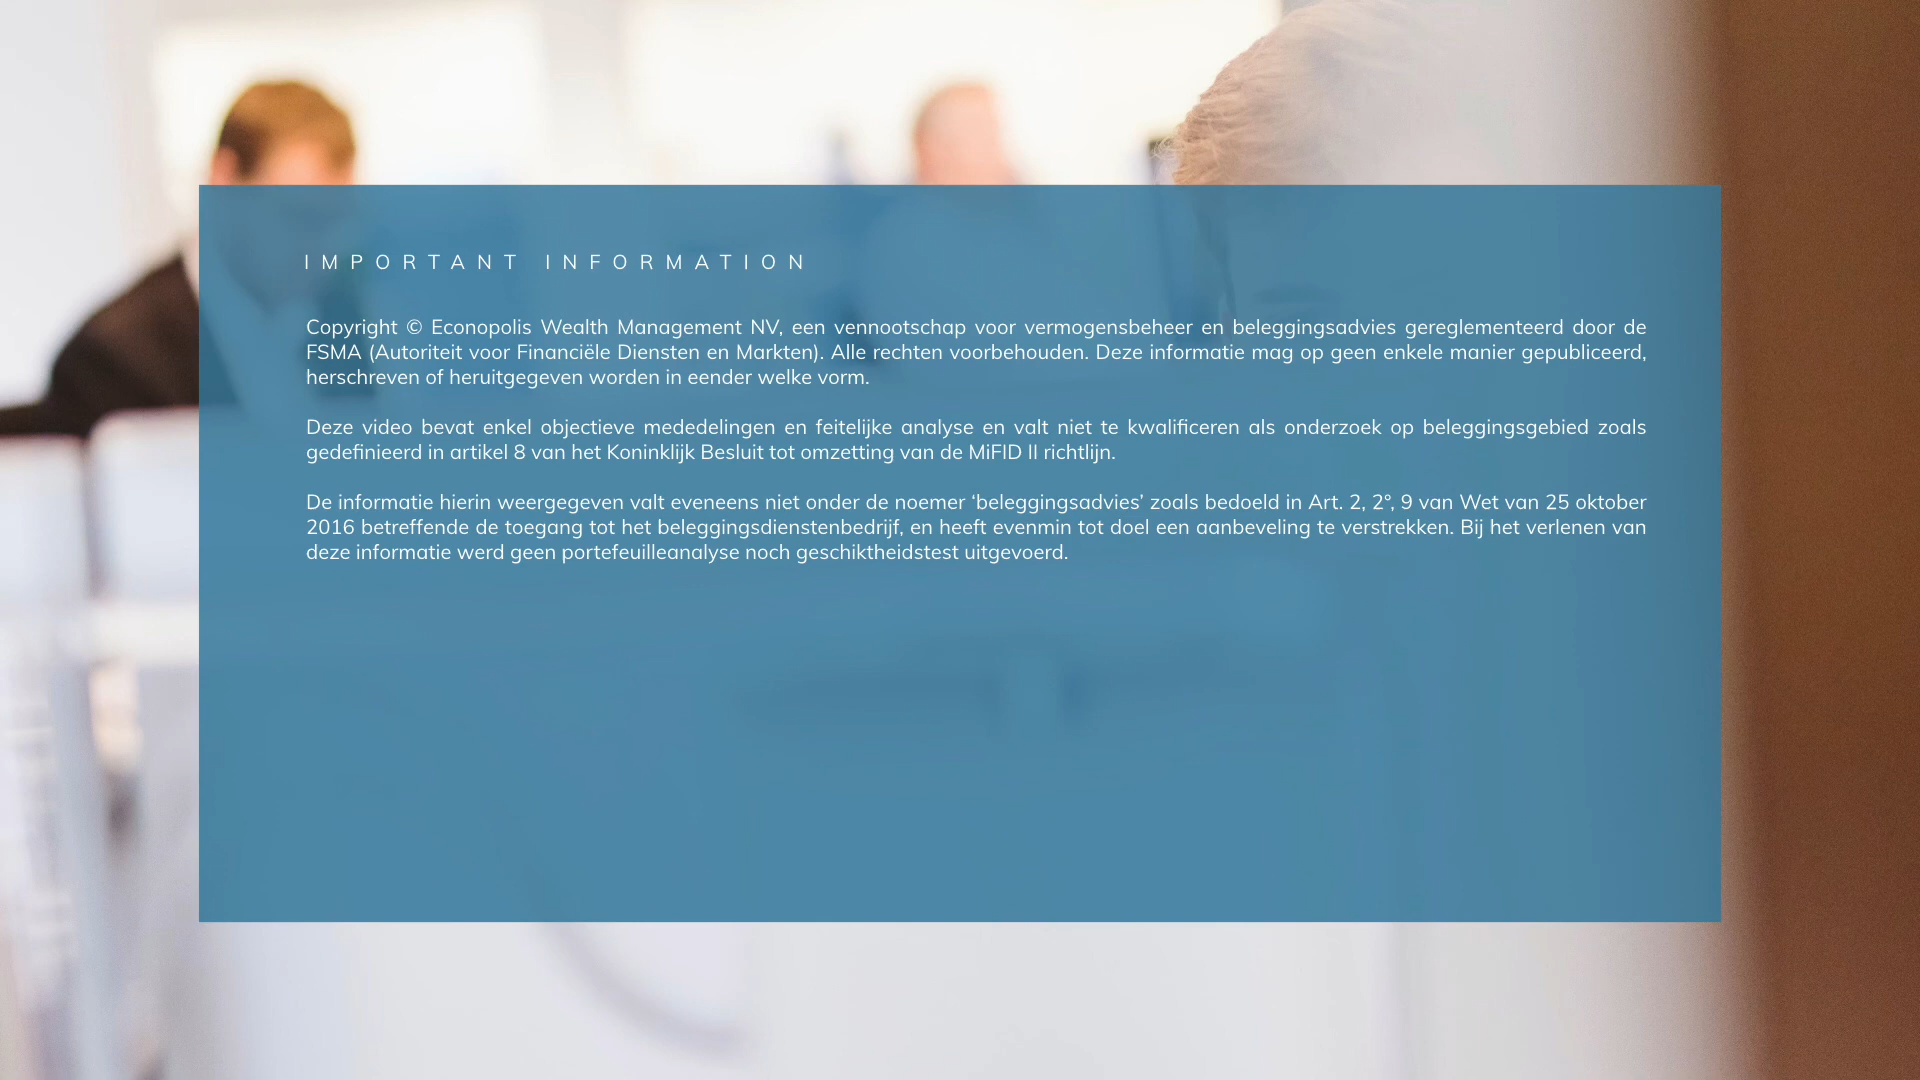 IMPORTANT INFORMATION
Copyright © Econopolis Wealth Management NV, een vennootschap voor vermogensbeheer en beleggingsadvies gereglementeerd door de
FSMA (Autoriteit voor Financiële Diensten en Markten). Alle rechten voorbehouden. Deze informatie mag op geen enkele manier gepubliceerd,
herschreven of heruitgegeven worden in eender welke vorm.
Deze video bevat enkel objectieve mededelingen en feitelijke analyse en valt niet te kwalificeren als onderzoek op beleggingsgebied zoals
gedefinieerd in artikel 8 van het Koninklijk Besluit tot omzetting van de MiFID II richtlijn.
De informatie hierin weergegeven valt eveneens niet onder de noemer ‘beleggingsadvies’ zoals bedoeld in Art. 2, 2°, 9 van Wet van 25 oktober
2016 betreffende de toegang tot het beleggingsdienstenbedrijf, en heeft evenmin tot doel een aanbeveling te verstrekken. Bij het verlenen van
deze informatie werd geen portefeuilleanalyse noch geschiktheidstest uitgevoerd.